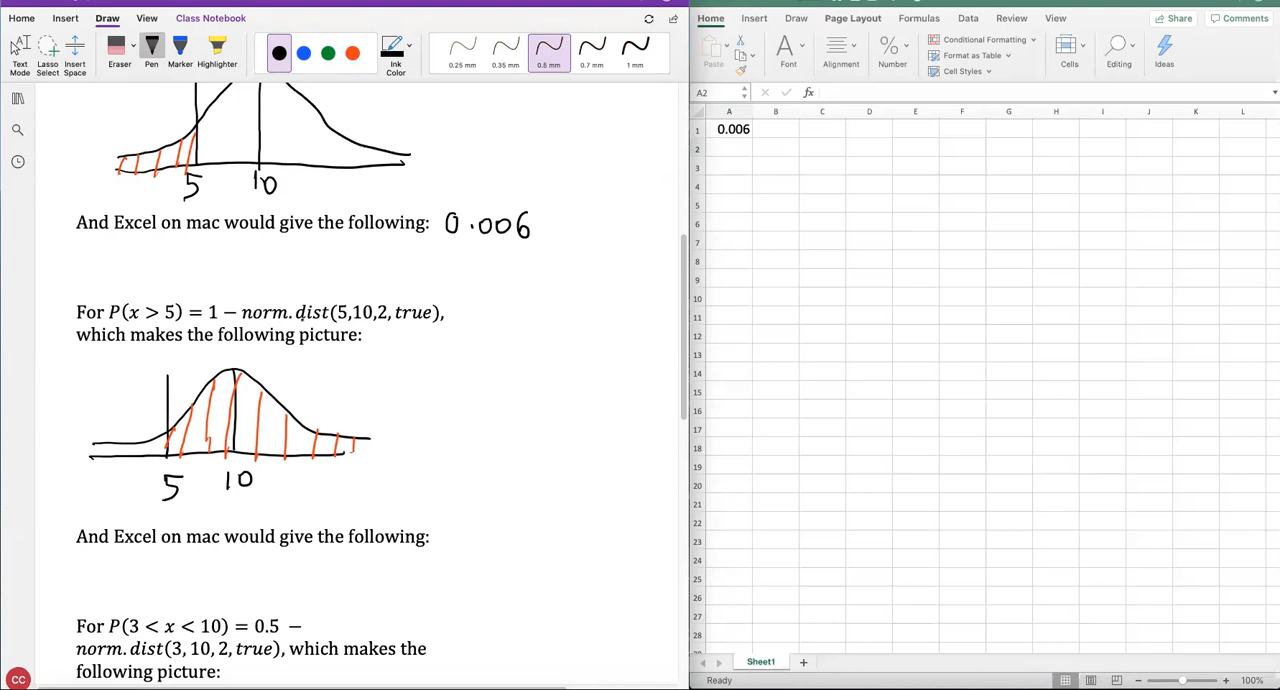 Home Insert Draw View Class Notebook
Text Mode Lasso Select Insert Space Eraser Pen Marker Highlighter Ink Color 0.25 mm 0.35 mm 0.5 mm 0.7 mm 1 mm
5 10
And Excel on mac would give the following: 0.006
For P(x > 5) = 1 − norm.dist(5,10,2,true),
which makes the following picture:
5 10
And Excel on mac would give the following:
For P(3 < x < 10) = 0.5 −
norm.dist(3, 10, 2, true), which makes the
following picture:
CC
Home Insert Draw Page Layout Formulas Data Review View Share Comments
Paste Font Alignment % Number Conditional Formatting Format as Table Cell Styles Cells Editing Ideas
A2 fx
A B C D E F G H I J K L
1 0.006
2
3
4
5
6
7
8
9
10
11
12
13
14
15
16
17
18
19
20
21
22
23
24
25
26
27
28
Sheet1 +
Ready − + 100%